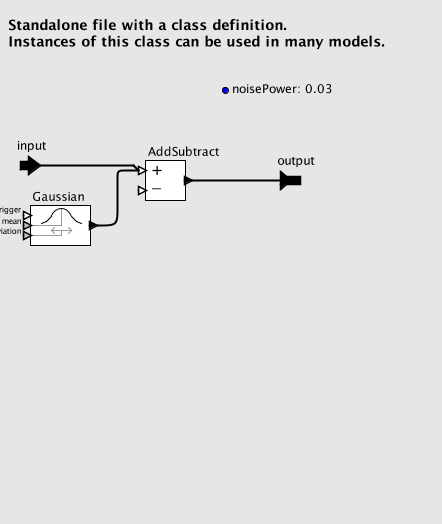 Standalone file with a class definition.
Instances of this class can be used in many models.
noisePower: 0.03
input
AddSubtract
+
−
output
Gaussian
rigger
mean
viation